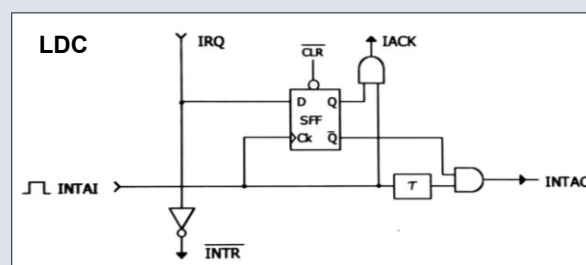 LDC
IRQ
CLR
IACK
D Q
SFF
Ck Q̅
INTAI
τ
INTAO
INTR